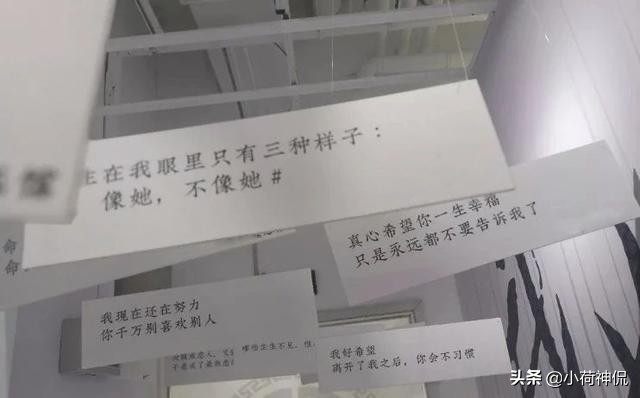 生在我眼里只有三种样子：
像她，不像她#
真心希望你一生幸福
只是永远都不要告诉我了
我现在还在努力
你千万别喜欢别人
我好希望
离开了我之后，你会不习惯
命
命
头条 @小荷神侃